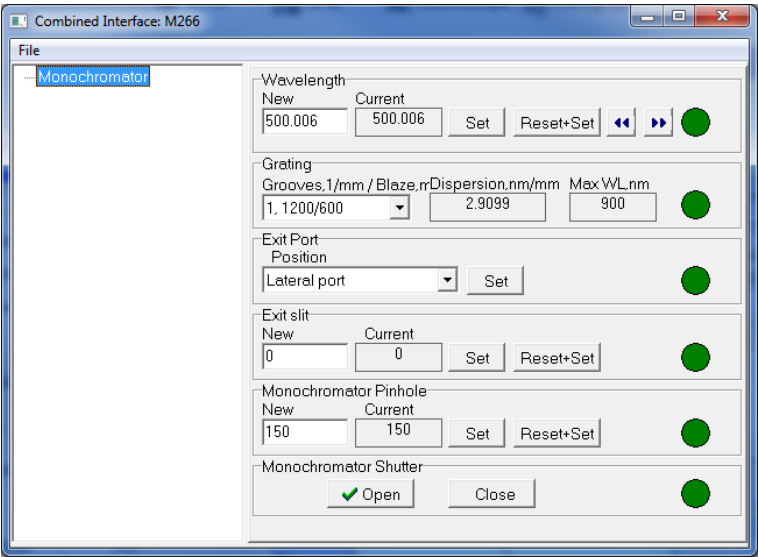 Combined Interface: M266
File
Monochromator
Wavelength
New Current
500.006 500.006 Set Reset+Set
Grating
Grooves,1/mm / Blaze,n Dispersion,nm/mm Max WL,nm
1, 1200/600 2.9099 900
Exit Port
Position
Lateral port Set
Exit slit
New Current
0 0 Set Reset+Set
Monochromator Pinhole
New Current
150 150 Set Reset+Set
Monochromator Shutter
Open Close